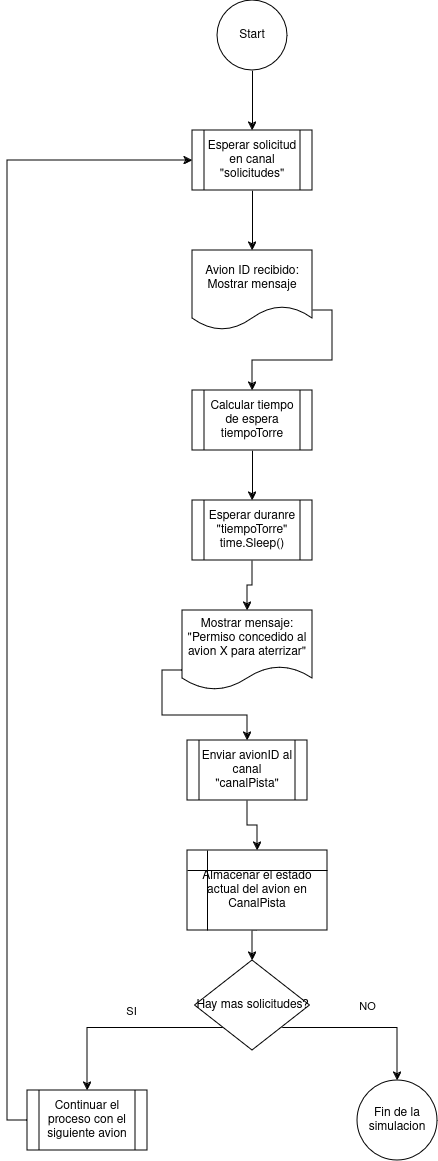 Start
Esperar solicitud
en canal
"solicitudes"
Avion ID recibido:
Mostrar mensaje
Calcular tiempo
de espera
tiempoTorre
Esperar duranre
"tiempoTorre"
time.Sleep()
Mostrar mensaje:
"Permiso concedido al
avion X para aterrizar"
Enviar avionID al
canal
"canalPista"
Almacenar el estado
actual del avion en
CanalPista
Hay mas solicitudes?
SI
NO
Continuar el
proceso con el
siguiente avion
Fin de la
simulacion